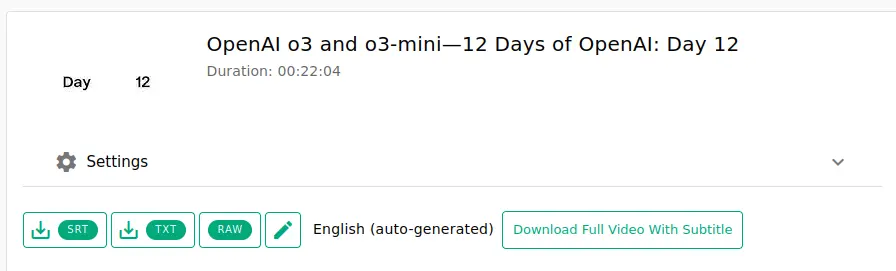 OpenAI o3 and o3-mini—12 Days of OpenAI: Day 12
Duration: 00:22:04
Day 12
Settings
SRT TXT RAW English (auto-generated) Download Full Video With Subtitle